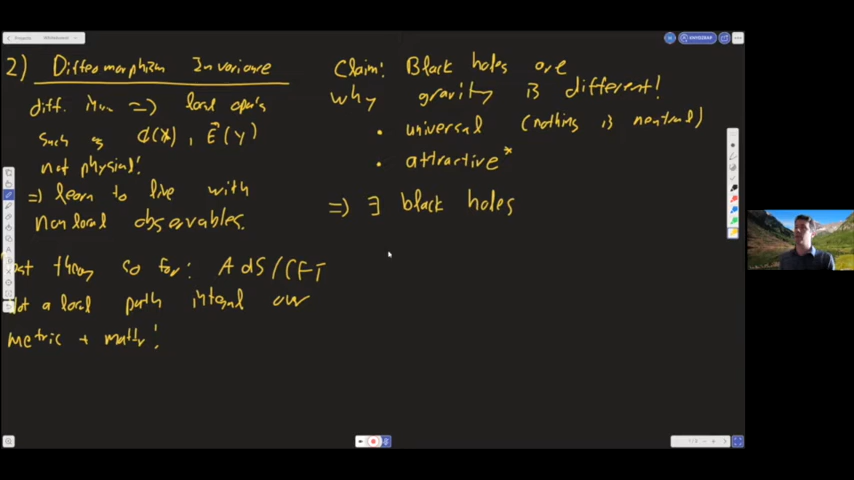 2) Diffeomorphism Invariance
diff. inv => local ops
such as φ(x), E(y)
not physical!
=> learn to live with
nonlocal observables.
theory so far: AdS/CFT
Not a local path integral over
metric + matter!
Claim: Black holes are
why gravity is different!
• universal (nothing is neutral)
• attractive*
=> ∃ black holes